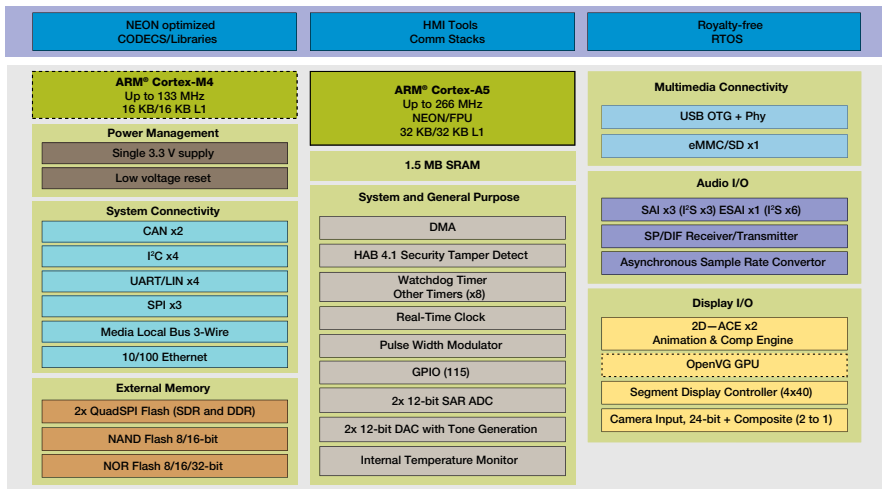 NEON optimized
CODECS/Libraries
HMI Tools
Comm Stacks
Royalty-free
RTOS
ARM® Cortex-M4
Up to 133 MHz
16 KB/16 KB L1
Power Management
Single 3.3 V supply
Low voltage reset
System Connectivity
CAN x2
I²C x4
UART/LIN x4
SPI x3
Media Local Bus 3-Wire
10/100 Ethernet
External Memory
2x QuadSPI Flash (SDR and DDR)
NAND Flash 8/16-bit
NOR Flash 8/16/32-bit
ARM® Cortex-A5
Up to 266 MHz
NEON/FPU
32 KB/32 KB L1
1.5 MB SRAM
System and General Purpose
DMA
HAB 4.1 Security Tamper Detect
Watchdog Timer
Other Timers (x8)
Real-Time Clock
Pulse Width Modulator
GPIO (115)
2x 12-bit SAR ADC
2x 12-bit DAC with Tone Generation
Internal Temperature Monitor
Multimedia Connectivity
USB OTG + Phy
eMMC/SD x1
Audio I/O
SAI x3 (I²S x3) ESAI x1 (I²S x6)
SP/DIF Receiver/Transmitter
Asynchronous Sample Rate Convertor
Display I/O
2D—ACE x2
Animation & Comp Engine
OpenVG GPU
Segment Display Controller (4x40)
Camera Input, 24-bit + Composite (2 to 1)